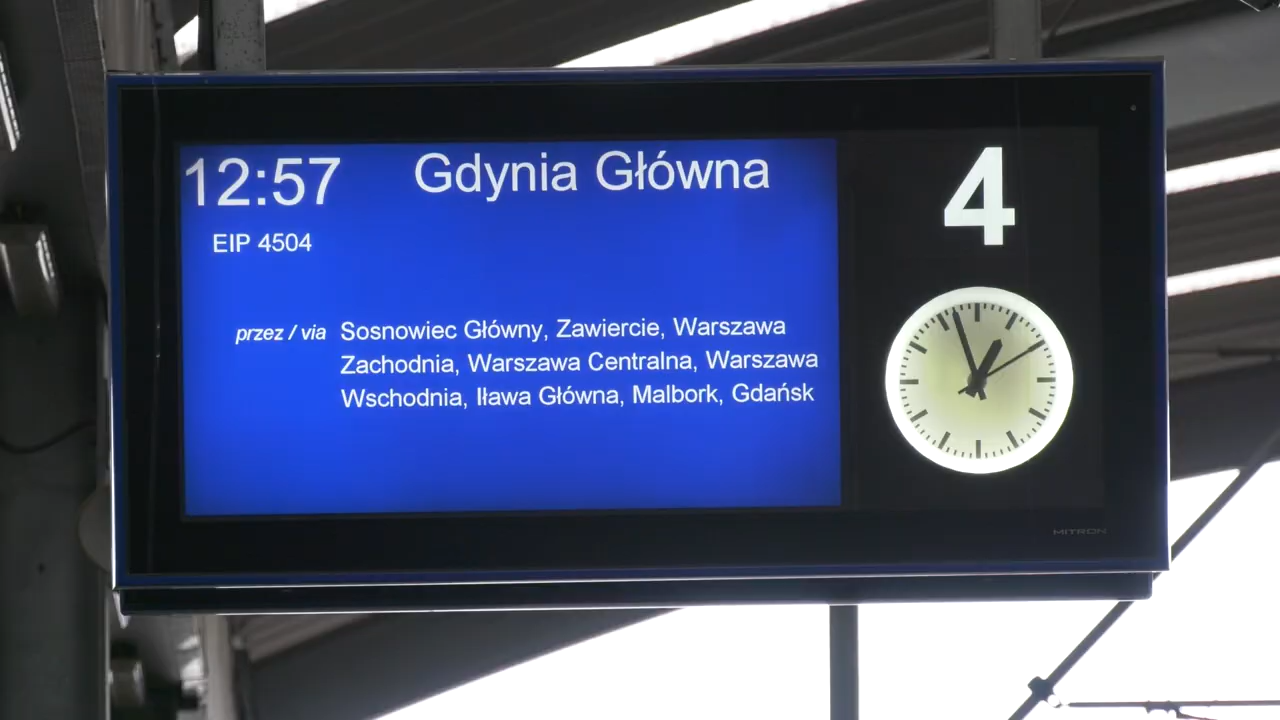 12:57 Gdynia Główna
4
EIP 4504
przez / via Sosnowiec Główny, Zawiercie, Warszawa
Zachodnia, Warszawa Centralna, Warszawa
Wschodnia, Iława Główna, Malbork, Gdańsk
MITRON